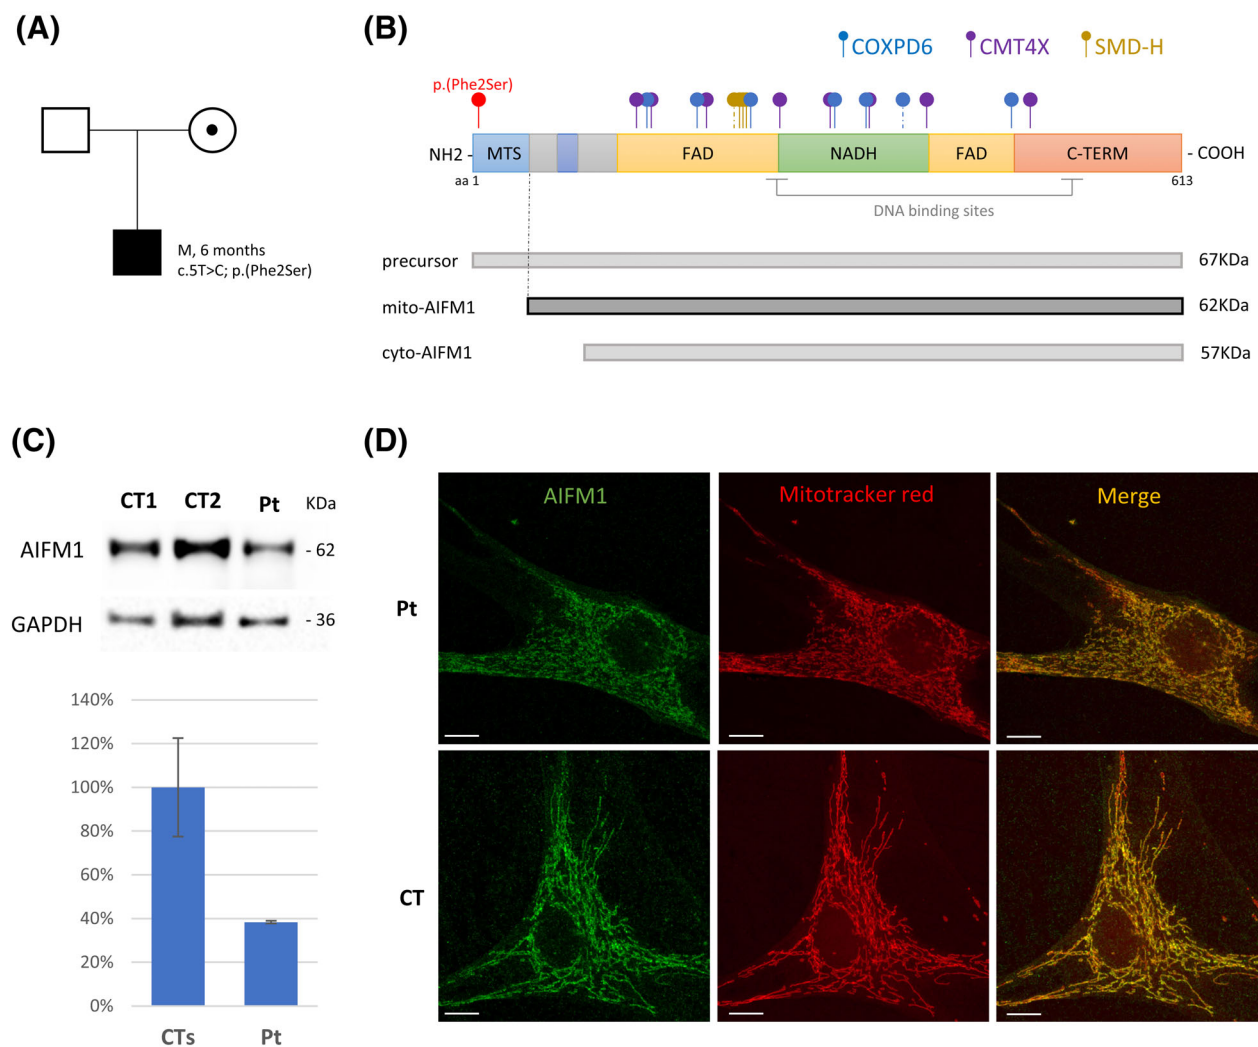 (A)
M, 6 months
c.5T>C; p.(Phe2Ser)
(B)
COXPD6 CMT4X SMD-H
p.(Phe2Ser)
NH2 - MTS FAD NADH FAD C-TERM - COOH
aa 1 613
DNA binding sites
precursor 67KDa
mito-AIFM1 62KDa
cyto-AIFM1 57KDa
(C)
CT1 CT2 Pt KDa
AIFM1 - 62
GAPDH - 36
140%
120%
100%
80%
60%
40%
20%
0%
CTs Pt
(D)
AIFM1 Mitotracker red Merge
Pt
CT